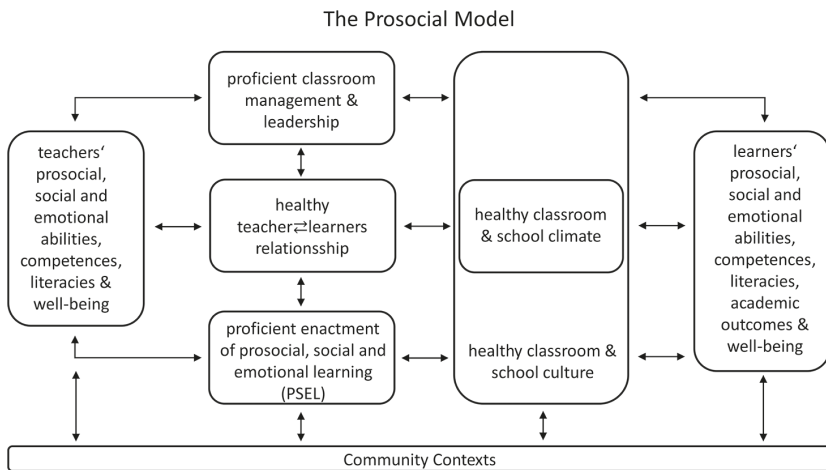 The Prosocial Model
proficient classroom
management &
leadership
teachers‘
prosocial,
social and
emotional
abilities,
competences,
literacies &
well-being
healthy
teacher⇄learners
relationsship
proficient enactment
of prosocial, social and
emotional learning
(PSEL)
healthy classroom
& school climate
healthy classroom &
school culture
learners‘
prosocial,
social and
emotional
abilities,
competences,
literacies,
academic
outcomes &
well-being
Community Contexts